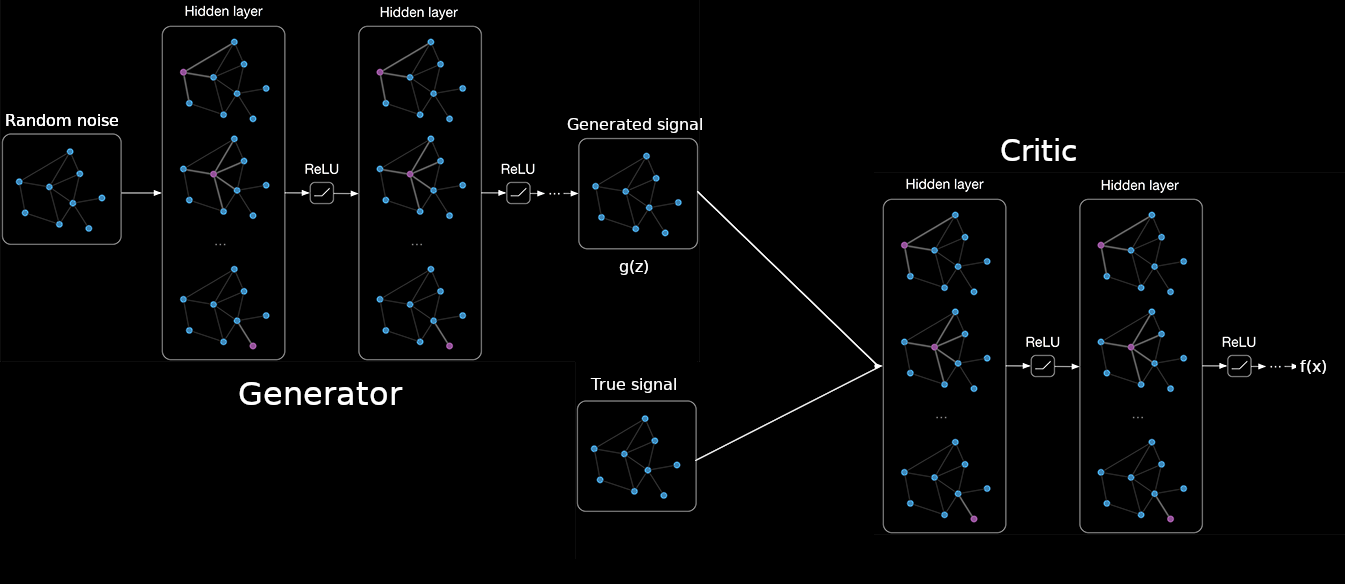 Hidden layer
Hidden layer
Random noise
ReLU
ReLU
...
...
...
Generated signal
g(z)
Generator
True signal
Critic
Hidden layer
Hidden layer
ReLU
ReLU
...
f(x)
...
...